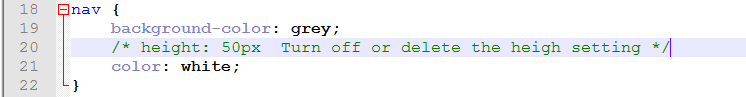 18 nav {
19 background-color: grey;
20 /* height: 50px  Turn off or delete the heigh setting */
21 color: white;
22 }